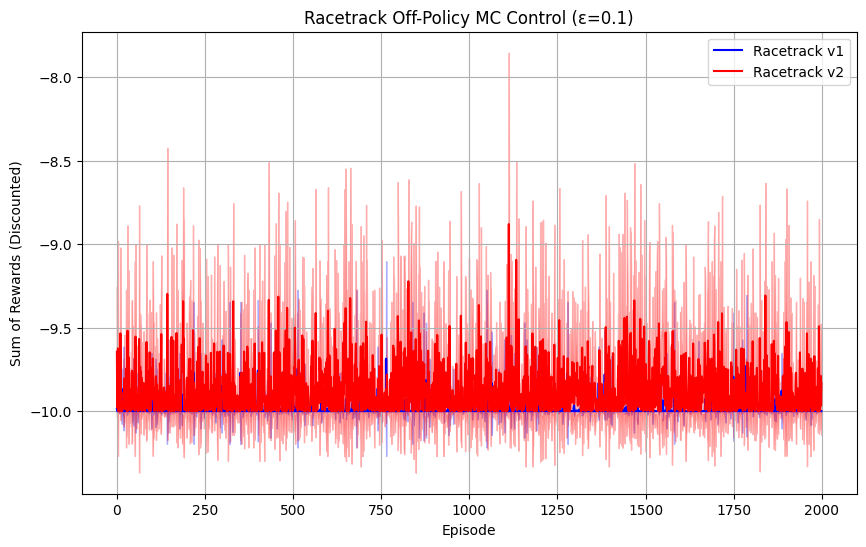 Racetrack Off-Policy MC Control (ε=0.1)
Racetrack v1
Racetrack v2
Sum of Rewards (Discounted)
−8.0
−8.5
−9.0
−9.5
−10.0
0 250 500 750 1000 1250 1500 1750 2000
Episode